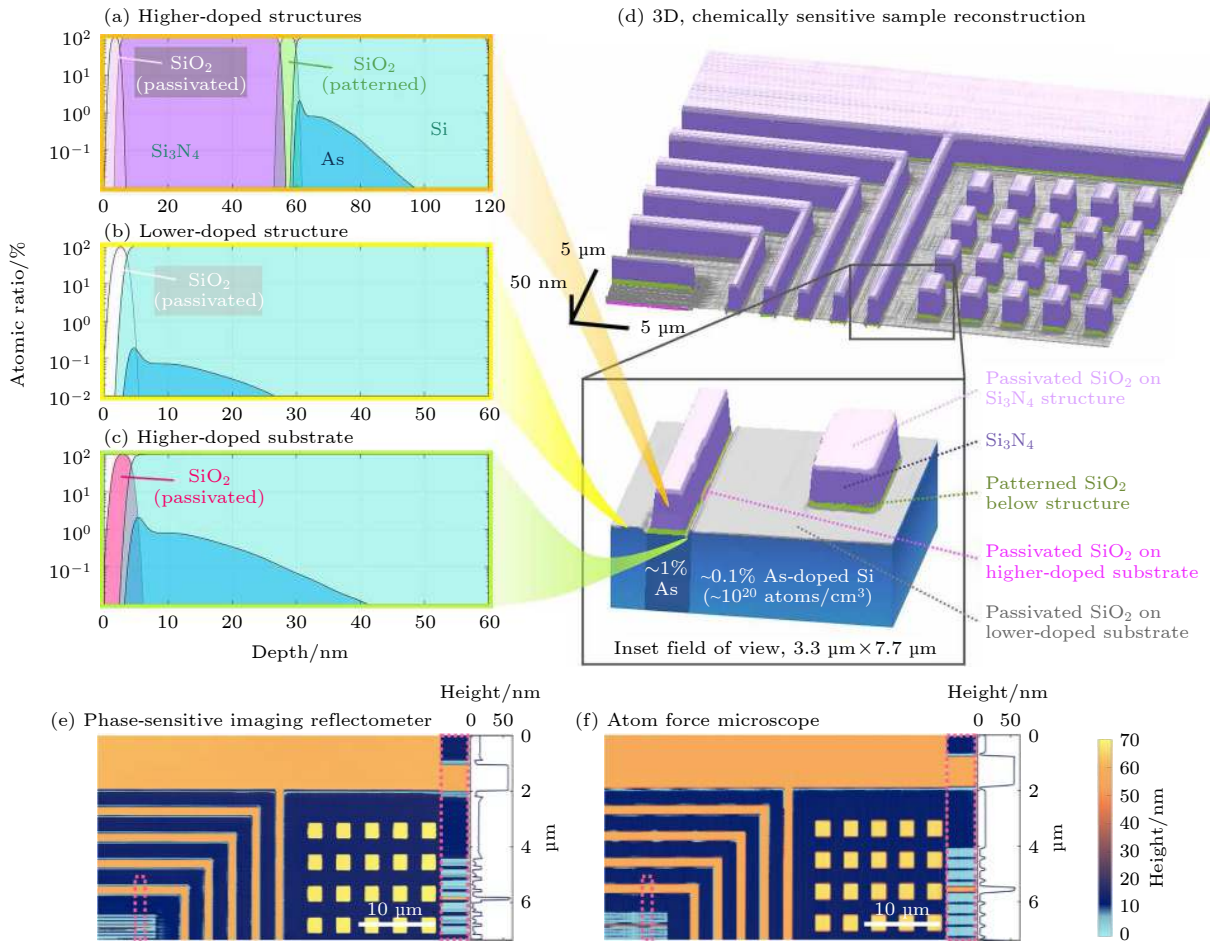 (a) Higher-doped structures
10²
10¹
10⁰
10⁻¹
SiO₂
(passivated)
SiO₂
(patterned)
Si₃N₄
As
Si
0
20
40
60
80
100
120
(b) Lower-doped structure
10²
10¹
10⁰
10⁻¹
10⁻²
SiO₂
(passivated)
0
10
20
30
40
50
60
Atomic ratio/%
(c) Higher-doped substrate
10²
10¹
10⁰
10⁻¹
SiO₂
(passivated)
0
10
20
30
40
50
60
Depth/nm
(d) 3D, chemically sensitive sample reconstruction
5 μm
50 nm
5 μm
Passivated SiO₂ on
Si₃N₄ structure
Si₃N₄
Patterned SiO₂
below structure
Passivated SiO₂ on
higher-doped substrate
Passivated SiO₂ on
lower-doped substrate
~1%
As
~0.1% As-doped Si
(~10²⁰ atoms/cm³)
Inset field of view, 3.3 μm×7.7 μm
Height/nm
(e) Phase-sensitive imaging reflectometer
0 50
0
2
4
6
μm
10 μm
Height/nm
(f) Atom force microscope
0 50
0
2
4
6
μm
10 μm
70
60
50
40
30
20
10
0
Height/nm